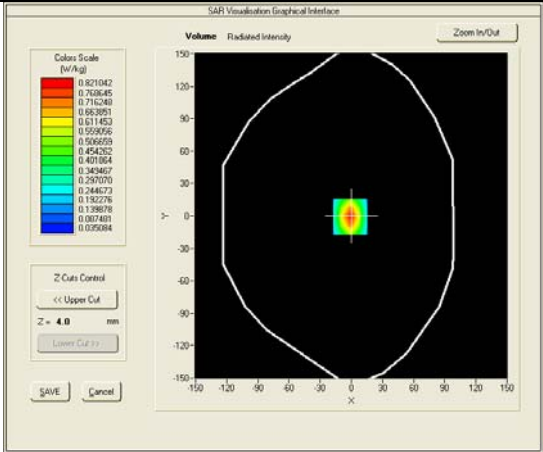 SAR Visualisation Graphical Interface
Volume Radiated Intensity
Zoom In/Out
Colors Scale
(W/kg)
0.821042
0.768645
0.716248
0.663851
0.611453
0.559056
0.506659
0.454262
0.401864
0.349467
0.297070
0.244673
0.192276
0.139878
0.087481
0.035084
Z-Cuts Control
<< Upper Cut
Z = 4.0 mm
Lower Cut >>
SAVE Cancel
150
120
90
60
30
0
-30
-60
-90
-120
-150
Y
-150 -120 -90 -60 -30 0 30 60 90 120 150
X